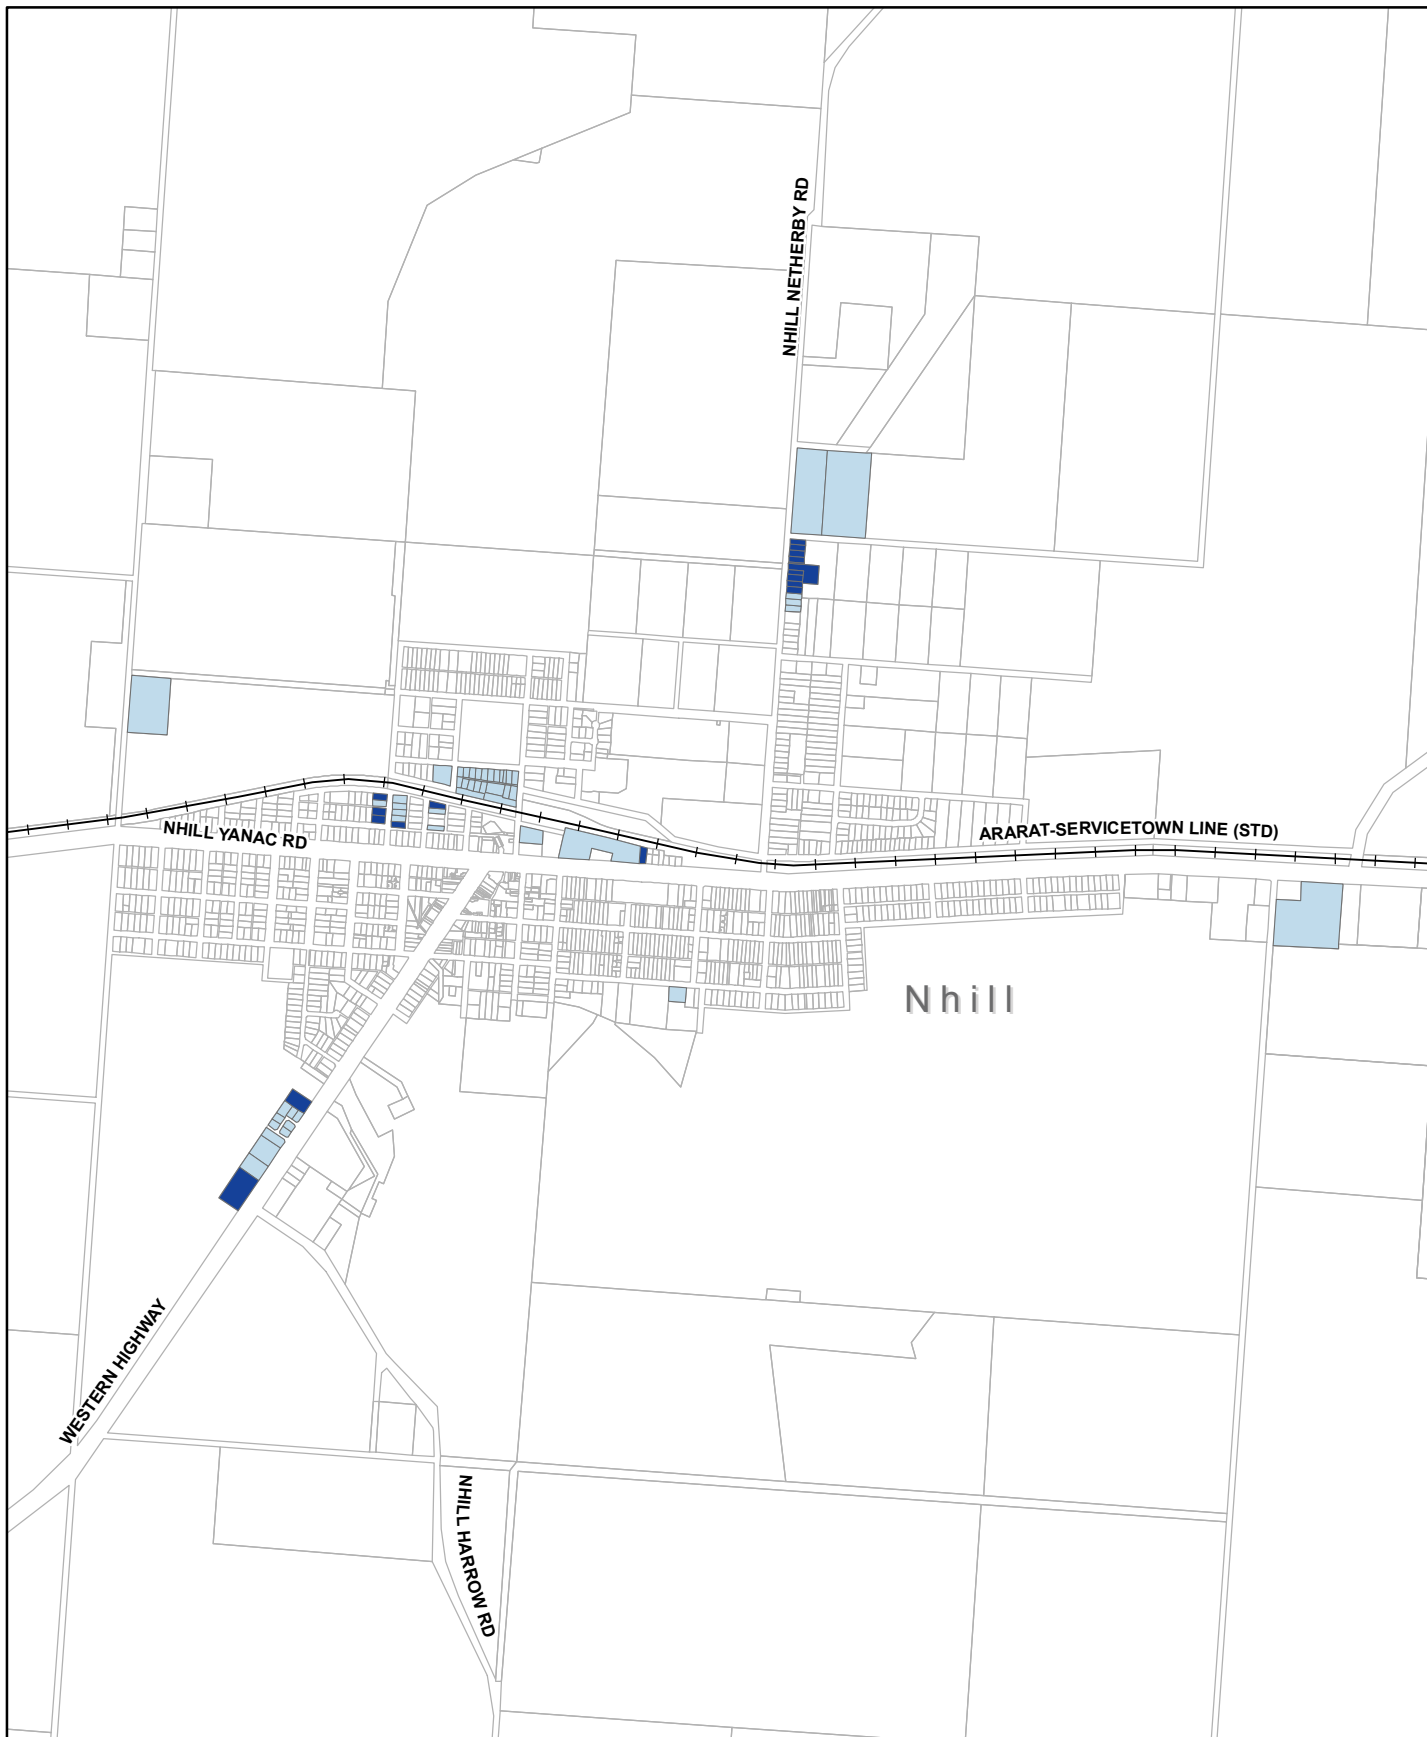 NHILL NETHERBY RD
NHILL YANAC RD
ARARAT-SERVICETOWN LINE (STD)
Nhill
WESTERN HIGHWAY
NHILL HARROW RD